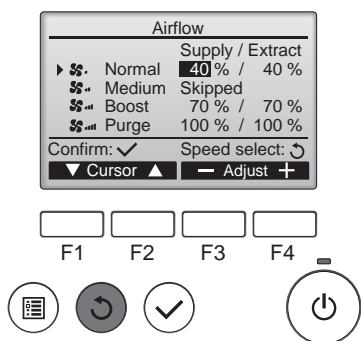 Airflow
Supply / Extract
Normal 40 % / 40 %
Medium Skipped
Boost 70 % / 70 %
Purge 100 % / 100 %
Confirm: Speed select:
Cursor Adjust
F1 F2 F3 F4